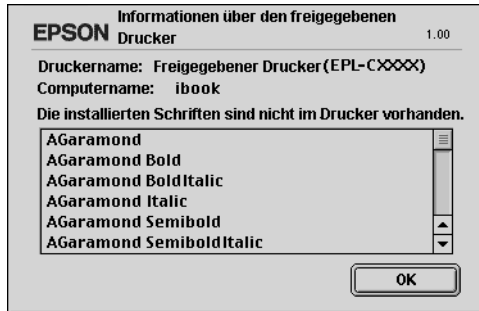 EPSON Informationen über den freigegebenen Drucker 1.00
Druckername: Freigegebener Drucker(EPL-CXXXX)
Computername: ibook
Die installierten Schriften sind nicht im Drucker vorhanden.
AGaramond
AGaramond Bold
AGaramond BoldItalic
AGaramond Italic
AGaramond Semibold
AGaramond SemiboldItalic
OK